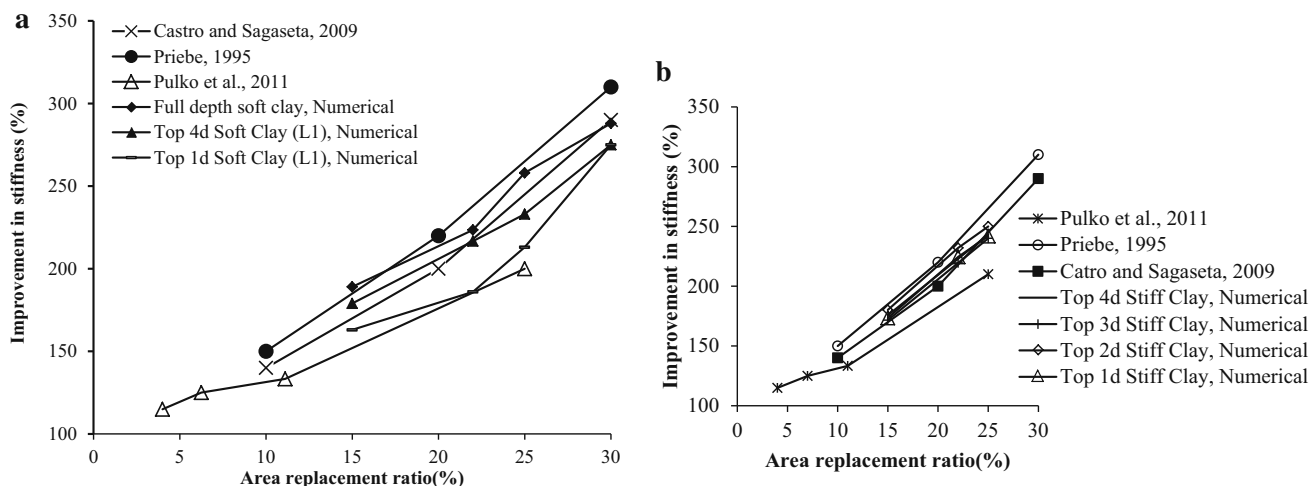 a
Improvement in stiffness (%)
350
300
250
200
150
100
0
5
10
15
20
25
30
Area replacement ratio(%)
Castro and Sagaseta, 2009
Priebe, 1995
Pulko et al., 2011
Full depth soft clay, Numerical
Top 4d Soft Clay (L1), Numerical
Top 1d Soft Clay (L1), Numerical
b
Improvement in stiffness (%)
350
300
250
200
150
100
0
5
10
15
20
25
30
Area replacement ratio(%)
Pulko et al., 2011
Priebe, 1995
Catro and Sagaseta, 2009
Top 4d Stiff Clay, Numerical
Top 3d Stiff Clay, Numerical
Top 2d Stiff Clay, Numerical
Top 1d Stiff Clay, Numerical